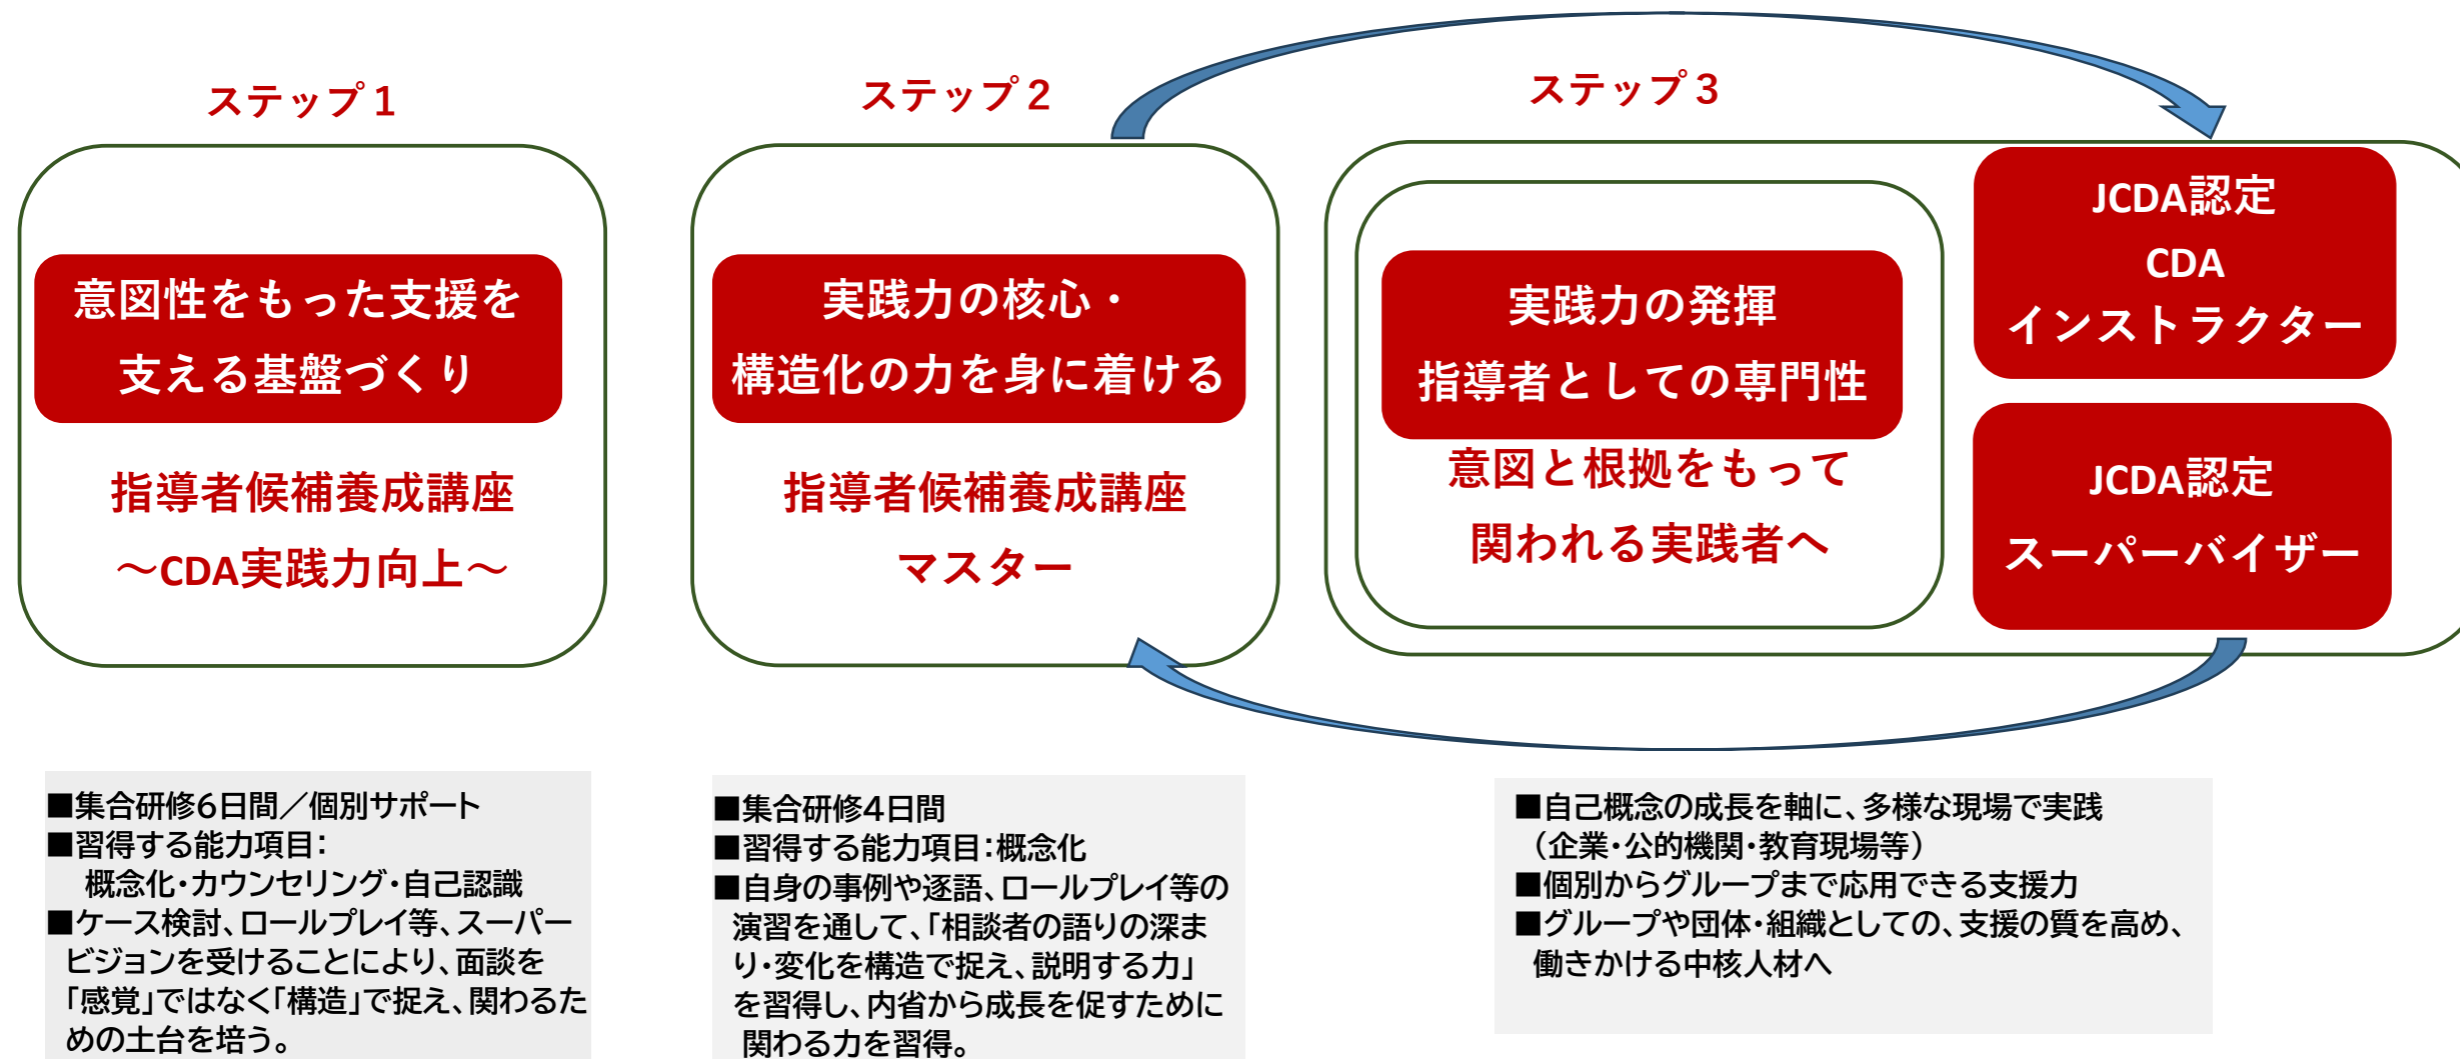 ステップ１
意図性をもった支援を
支える基盤づくり
指導者候補養成講座
～CDA実践力向上～
■集合研修6日間／個別サポート
■習得する能力項目：
概念化・カウンセリング・自己認識
■ケース検討、ロールプレイ等、スーパー
ビジョンを受けることにより、面談を
「感覚」ではなく「構造」で捉え、関わるた
めの土台を培う。
ステップ２
実践力の核心・
構造化の力を身に着ける
指導者候補養成講座
マスター
■集合研修4日間
■習得する能力項目：概念化
■自身の事例や逐語、ロールプレイ等の
演習を通して、「相談者の語りの深ま
り・変化を構造で捉え、説明する力」
を習得し、内省から成長を促すために
関わる力を習得。
ステップ３
実践力の発揮
指導者としての専門性
意図と根拠をもって
関われる実践者へ
JCDA認定
CDA
インストラクター
JCDA認定
スーパーバイザー
■自己概念の成長を軸に、多様な現場で実践
（企業・公的機関・教育現場等）
■個別からグループまで応用できる支援力
■グループや団体・組織としての、支援の質を高め、
働きかける中核人材へ